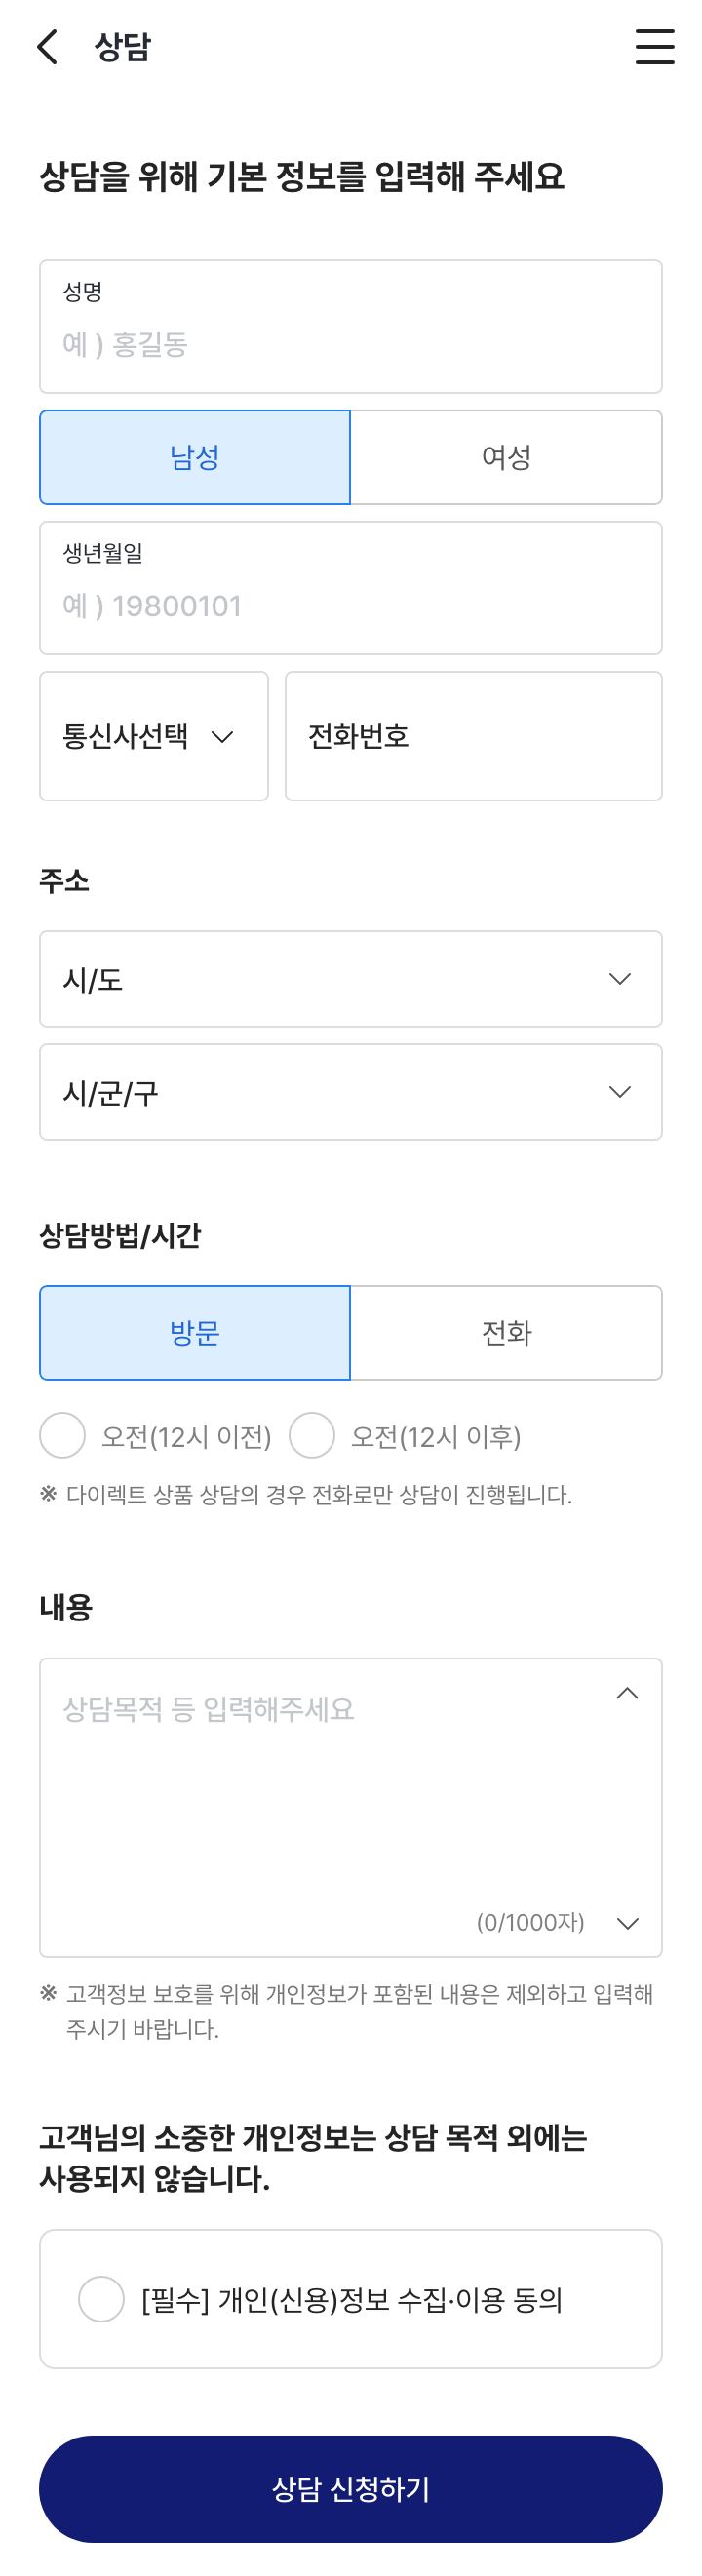 상담
상담을 위해 기본 정보를 입력해 주세요
성명
예 ) 홍길동
남성 여성
생년월일
예 ) 19800101
통신사선택 전화번호
주소
시/도
시/군/구
상담방법/시간
방문 전화
오전(12시 이전) 오전(12시 이후)
※ 다이렉트 상품 상담의 경우 전화로만 상담이 진행됩니다.
내용
상담목적 등 입력해주세요
(0/1000자)
※ 고객정보 보호를 위해 개인정보가 포함된 내용은 제외하고 입력해
주시기 바랍니다.
고객님의 소중한 개인정보는 상담 목적 외에는
사용되지 않습니다.
[필수] 개인(신용)정보 수집·이용 동의
상담 신청하기